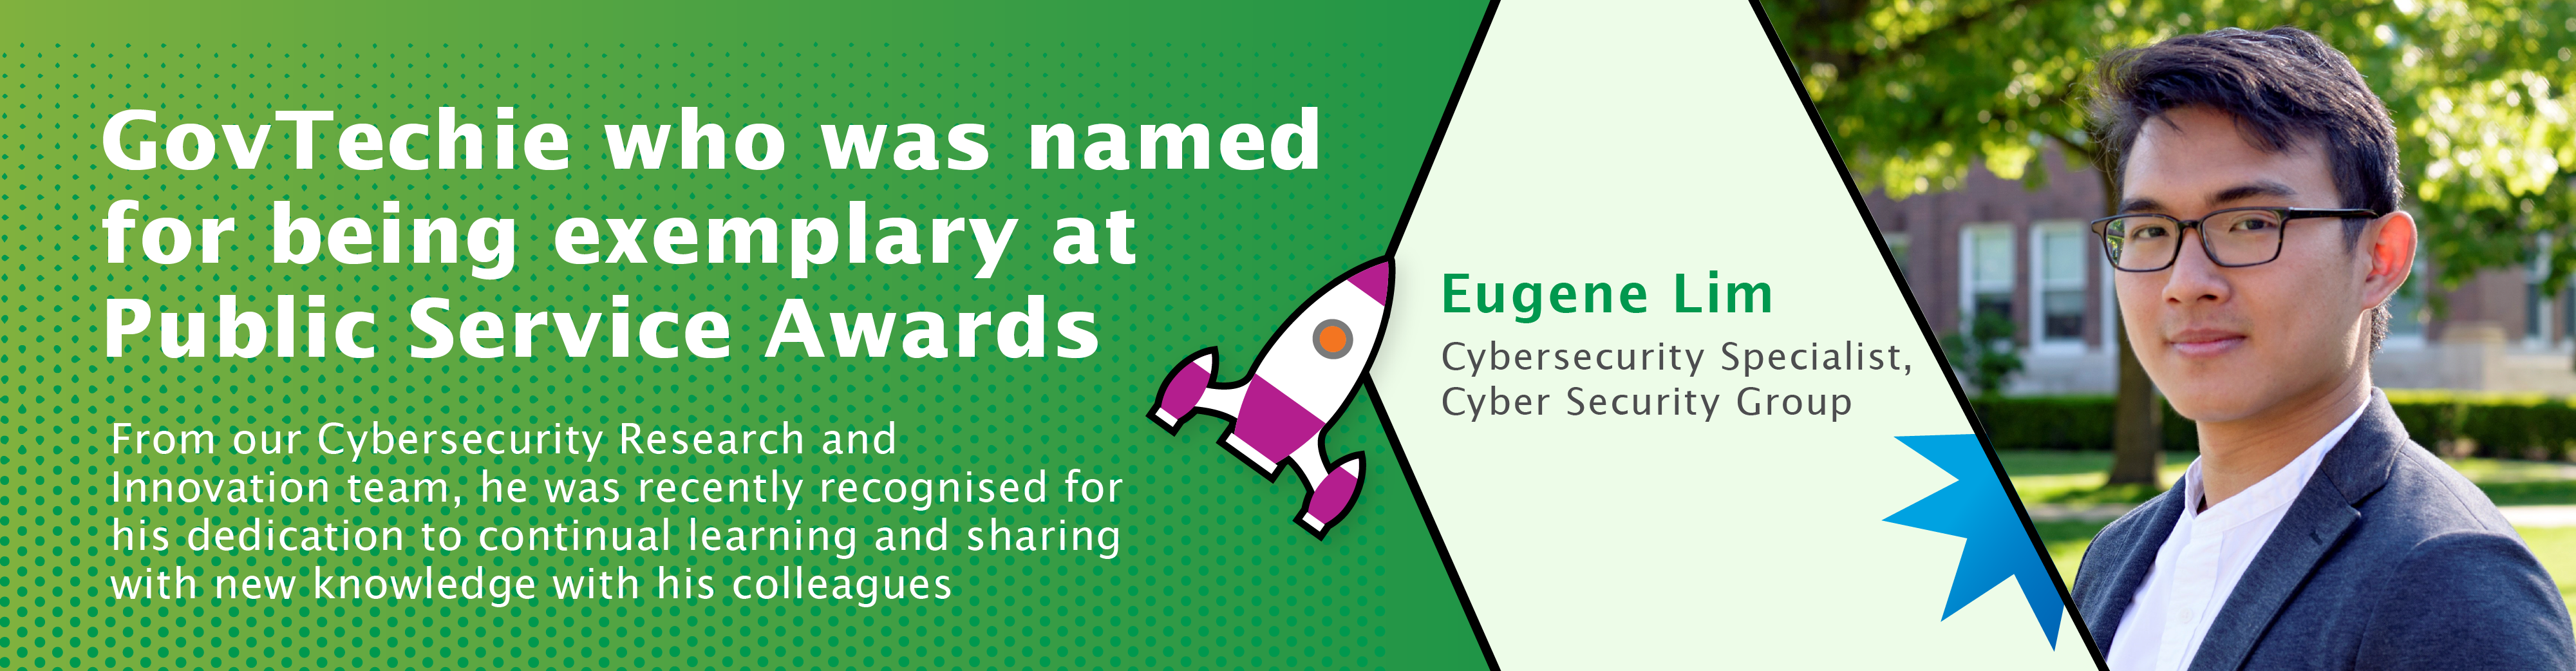 GovTechie who was named
for being exemplary at
Public Service Awards
From our Cybersecurity Research and
Innovation team, he was recently recognised for
his dedication to continual learning and sharing
with new knowledge with his colleagues
Eugene Lim
Cybersecurity Specialist,
Cyber Security Group